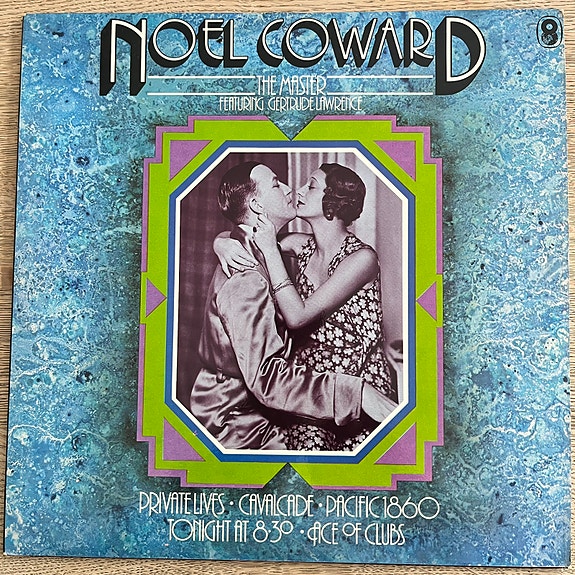 NOEL COWARD
8
THE MASTER
FEATURING GERTRUDE LAWRENCE
PRIVATE LIVES · CAVALCADE · PACIFIC 1860
TONIGHT AT 8·30 · ACE OF CLUBS